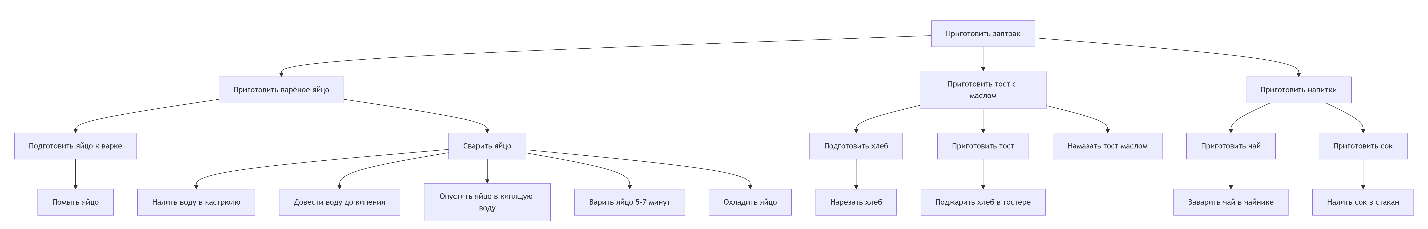 Приготовить завтрак
Приготовить вареное яйцо
Приготовить тост с
маслом
Приготовить напитки
Подготовить яйцо к варке
Сварить яйцо
Подготовить хлеб
Приготовить тост
Намазать тост маслом
Приготовить чай
Приготовить сок
Помыть яйцо
Налить воду в кастрюлю
Довести воду до кипения
Опустить яйцо в кипящую
воду
Варить яйцо 5-7 минут
Охладить яйцо
Нарезать хлеб
Поджарить хлеб в тостере
Заварить чай в чайнике
Налить сок в стакан